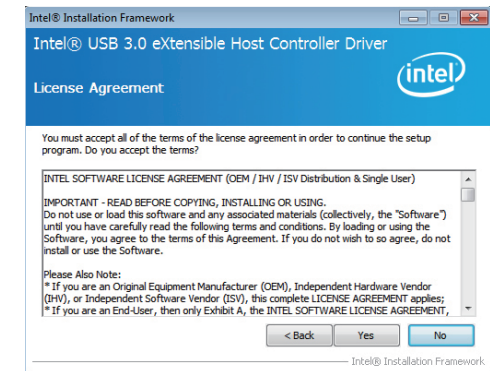 Intel® Installation Framework
Intel® USB 3.0 eXtensible Host Controller Driver
intel
License Agreement
You must accept all of the terms of the license agreement in order to continue the setup
program. Do you accept the terms?
INTEL SOFTWARE LICENSE AGREEMENT (OEM / IHV / ISV Distribution & Single User)
IMPORTANT - READ BEFORE COPYING, INSTALLING OR USING.
Do not use or load this software and any associated materials (collectively, the "Software")
until you have carefully read the following terms and conditions. By loading or using the
Software, you agree to the terms of this Agreement. If you do not wish to so agree, do not
install or use the Software.
Please Also Note:
* If you are an Original Equipment Manufacturer (OEM), Independent Hardware Vendor
(IHV), or Independent Software Vendor (ISV), this complete LICENSE AGREEMENT applies;
* If you are an End-User, then only Exhibit A, the INTEL SOFTWARE LICENSE AGREEMENT,
< Back Yes No
Intel® Installation Framework